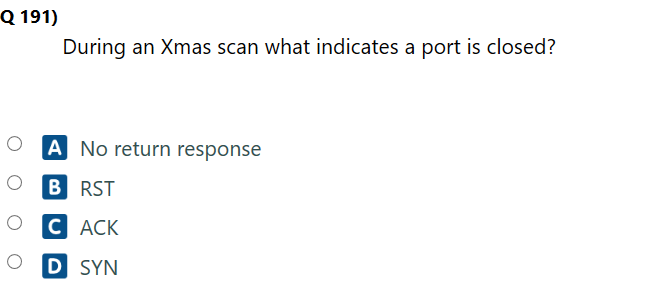 Q 191)
During an Xmas scan what indicates a port is closed?
A No return response
B RST
C ACK
D SYN